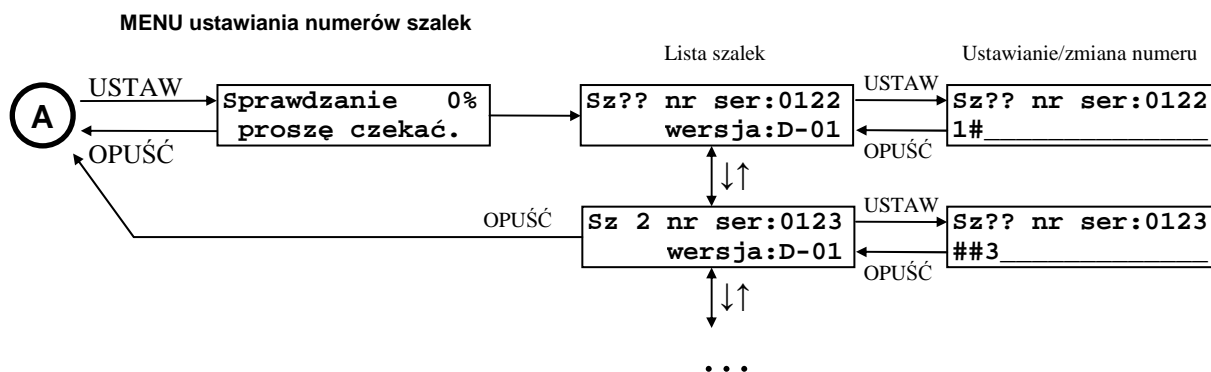 MENU ustawiania numerów szalek
Lista szalek
Ustawianie/zmiana numeru
A
USTAW
OPUŚĆ
Sprawdzanie 0%
proszę czekać.
Sz?? nr ser:0122
wersja:D-01
USTAW
OPUŚĆ
Sz?? nr ser:0122
1#______________
↓↑
OPUŚĆ
Sz 2 nr ser:0123
wersja:D-01
USTAW
OPUŚĆ
Sz?? nr ser:0123
##3_____________
↓↑
...